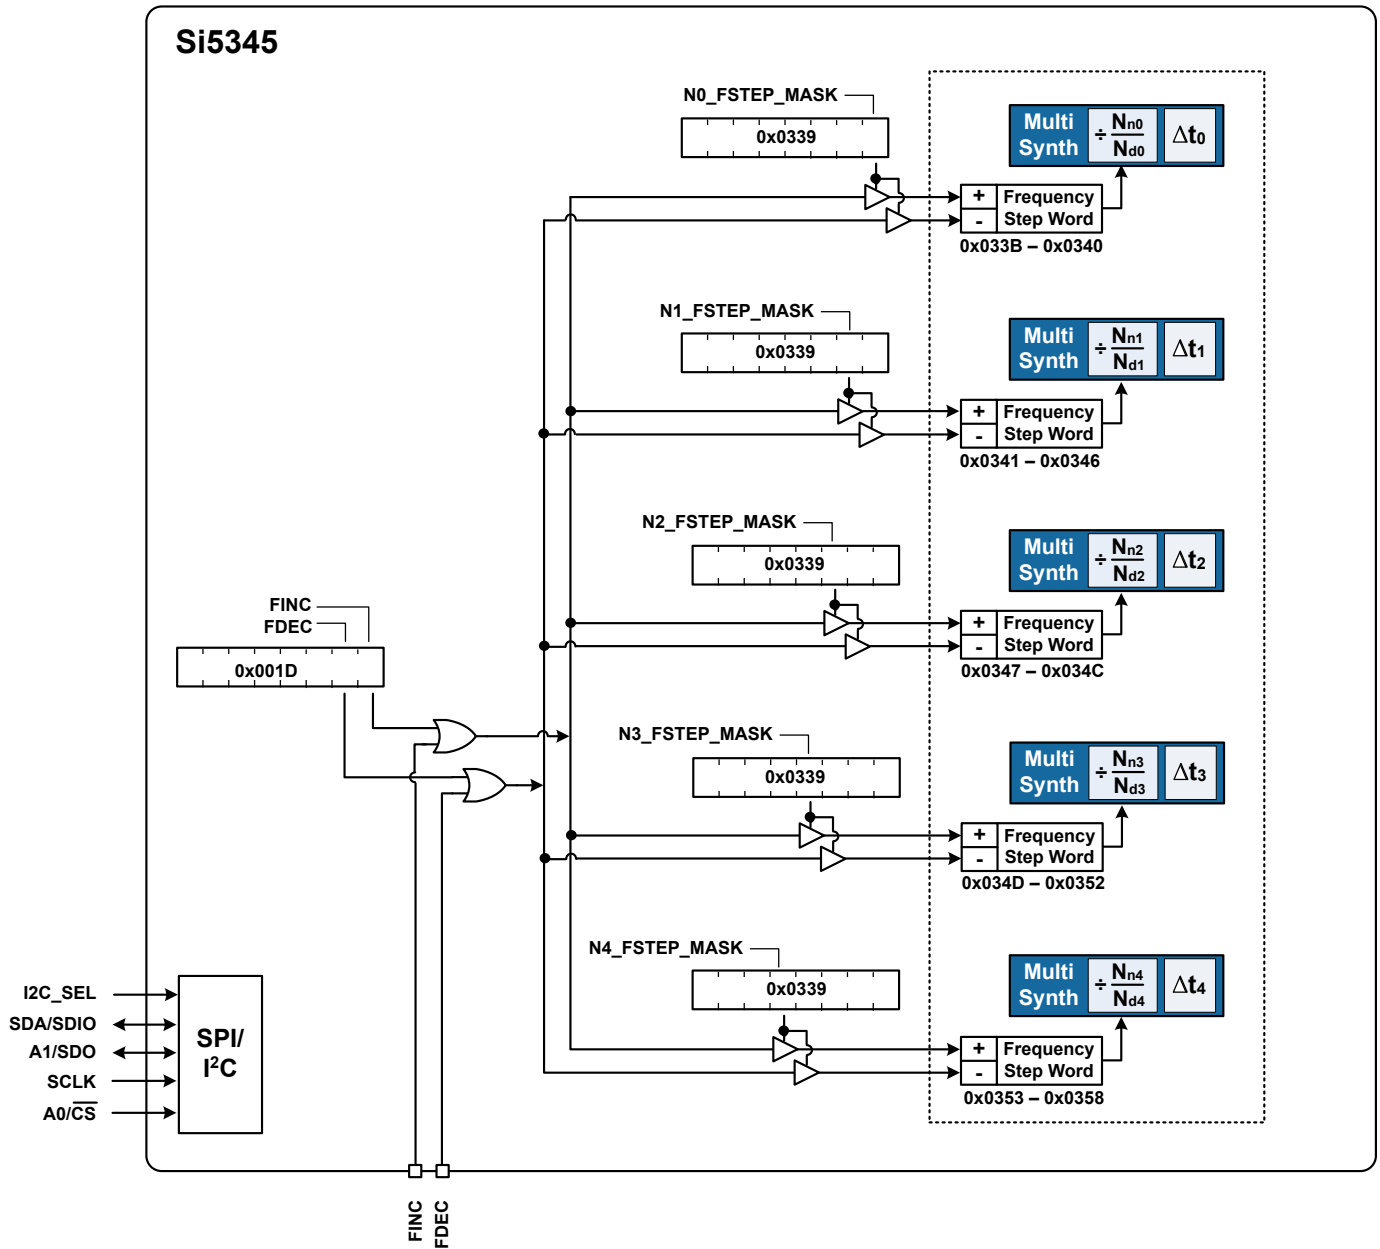 Si5345
N0_FSTEP_MASK
0x0339
Multi
Synth
÷ Nn0
Nd0
Δt0
+ Frequency
- Step Word
0x033B – 0x0340
N1_FSTEP_MASK
0x0339
Multi
Synth
÷ Nn1
Nd1
Δt1
+ Frequency
- Step Word
0x0341 – 0x0346
N2_FSTEP_MASK
0x0339
Multi
Synth
÷ Nn2
Nd2
Δt2
+ Frequency
- Step Word
0x0347 – 0x034C
FINC
FDEC
0x001D
N3_FSTEP_MASK
0x0339
Multi
Synth
÷ Nn3
Nd3
Δt3
+ Frequency
- Step Word
0x034D – 0x0352
N4_FSTEP_MASK
0x0339
Multi
Synth
÷ Nn4
Nd4
Δt4
+ Frequency
- Step Word
0x0353 – 0x0358
I2C_SEL
SDA/SDIO
A1/SDO
SCLK
A0/C̅S̅
SPI/
I²C
FINC
FDEC